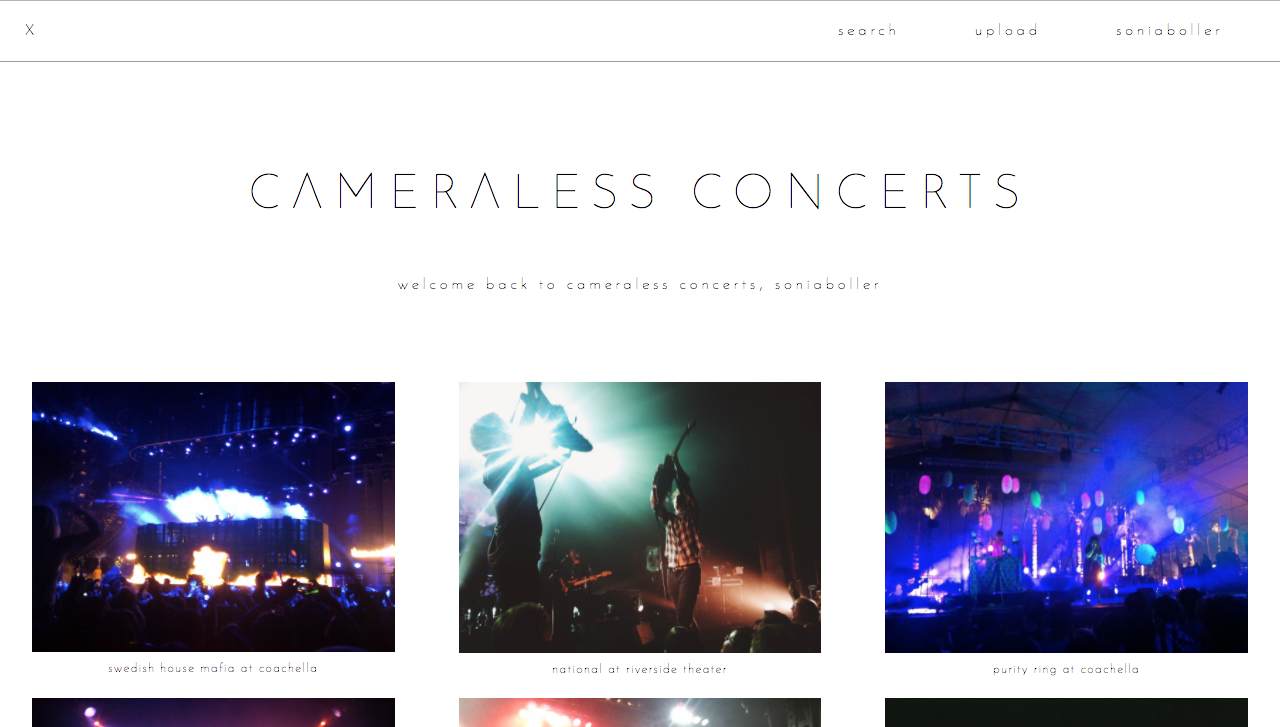 X search upload soniaboller
CAMERALESS CONCERTS
welcome back to cameraless concerts, soniaboller
swedish house mafia at coachella
national at riverside theater
purity ring at coachella